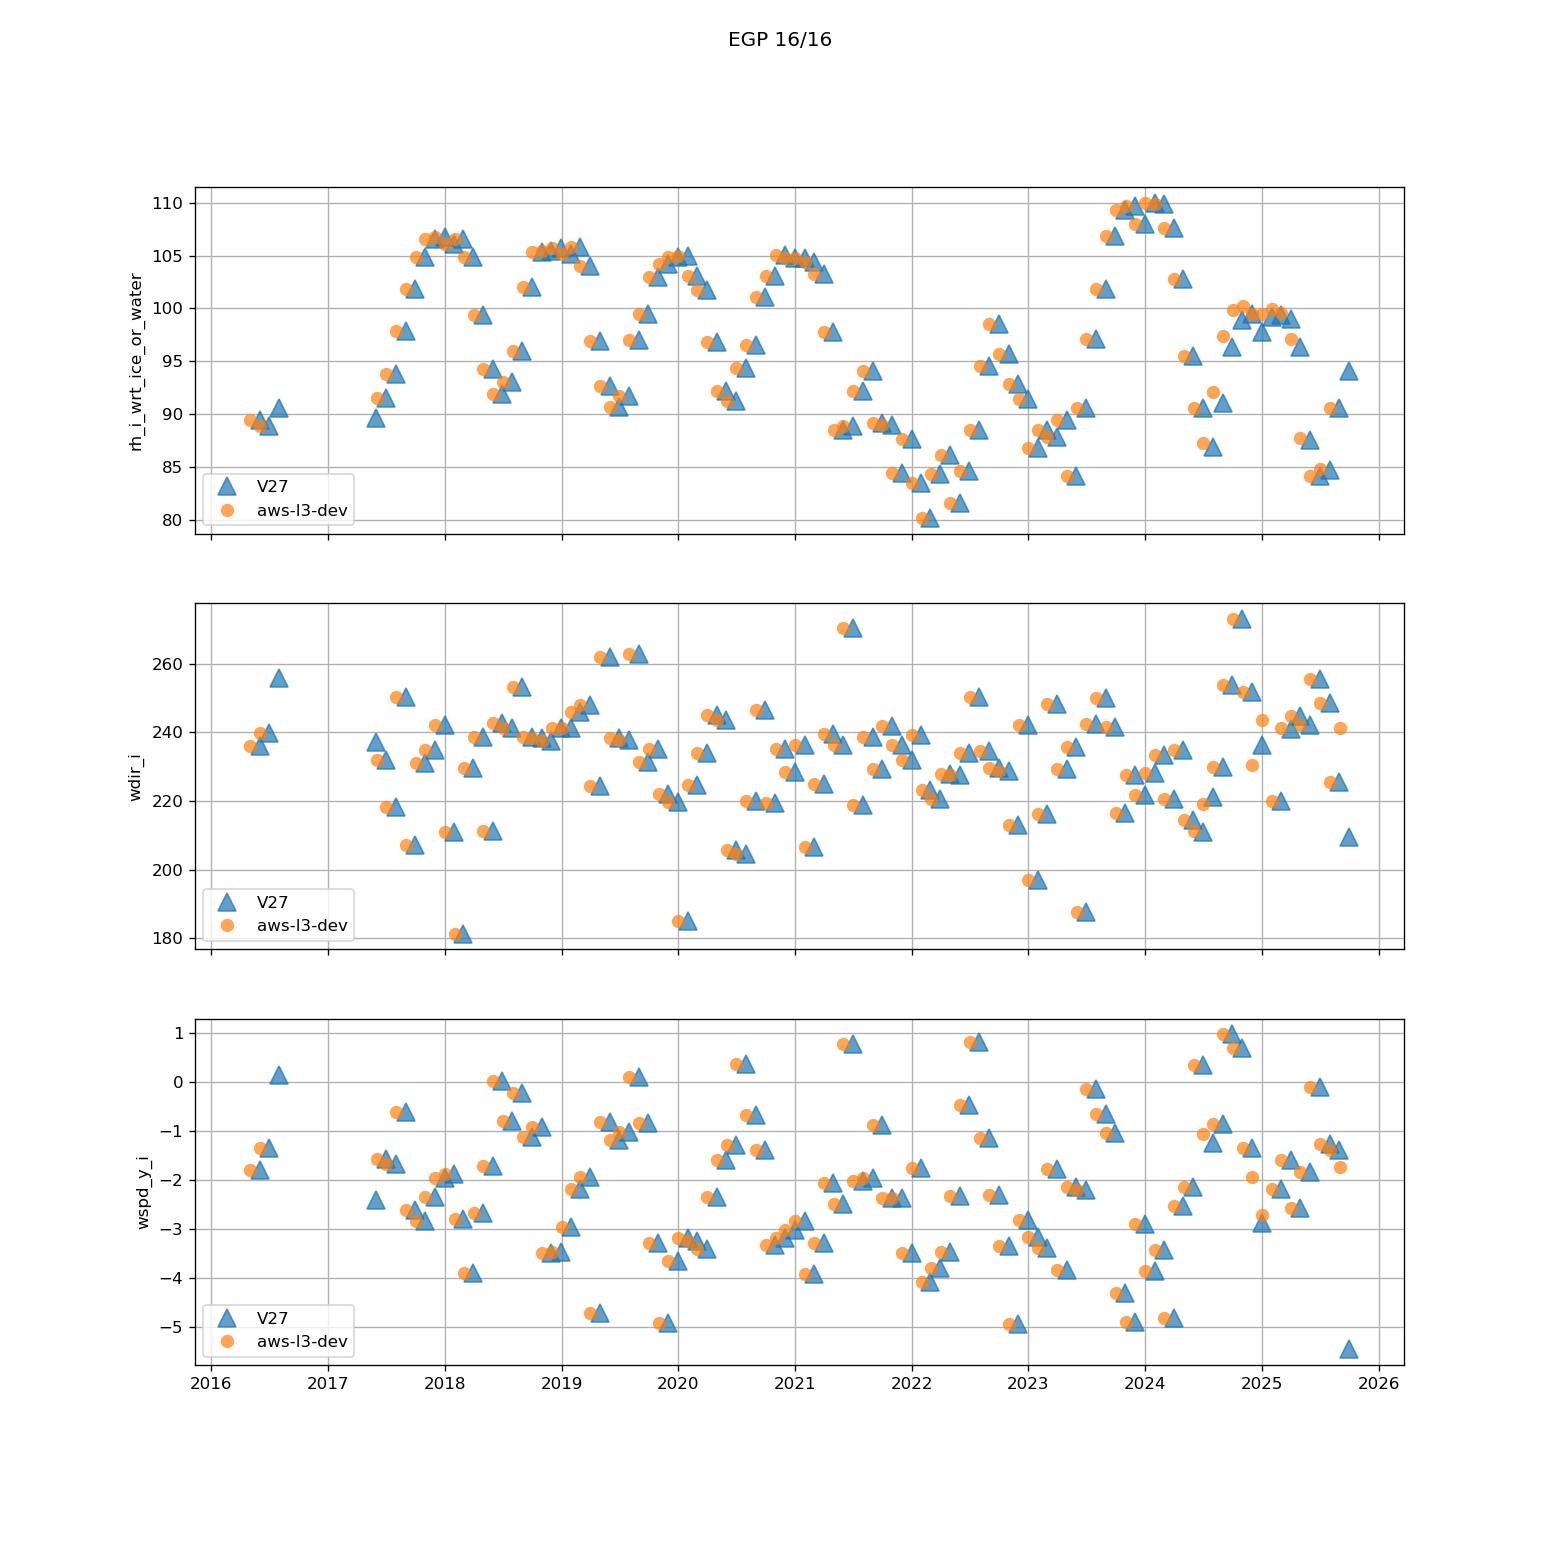 EGP 16/16
110
105
100
95
90
85
80
rh_i_wrt_ice_or_water
V27
aws-l3-dev
260
240
220
200
180
wdir_i
V27
aws-l3-dev
1
0
−1
−2
−3
−4
−5
wspd_y_i
V27
aws-l3-dev
2016 2017 2018 2019 2020 2021 2022 2023 2024 2025 2026